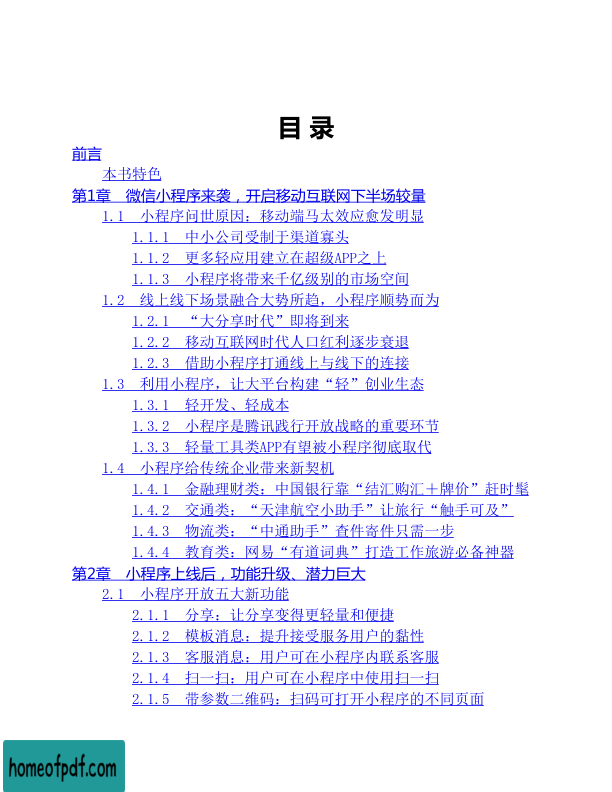 目 录
前言
本书特色
第1章 微信小程序来袭，开启移动互联网下半场较量
1.1 小程序问世原因：移动端马太效应愈发明显
1.1.1 中小公司受制于渠道寡头
1.1.2 更多轻应用建立在超级APP之上
1.1.3 小程序将带来千亿级别的市场空间
1.2 线上线下场景融合大势所趋，小程序顺势而为
1.2.1 “大分享时代”即将到来
1.2.2 移动互联网时代人口红利逐步衰退
1.2.3 借助小程序打通线上与线下的连接
1.3 利用小程序，让大平台构建“轻”创业生态
1.3.1 轻开发、轻成本
1.3.2 小程序是腾讯践行开放战略的重要环节
1.3.3 轻量工具类APP有望被小程序彻底取代
1.4 小程序给传统企业带来新契机
1.4.1 金融理财类：中国银行靠“结汇购汇＋牌价”赶时髦
1.4.2 交通类：“天津航空小助手”让旅行“触手可及”
1.4.3 物流类：“中通助手”查件寄件只需一步
1.4.4 教育类：网易“有道词典”打造工作旅游必备神器
第2章 小程序上线后，功能升级、潜力巨大
2.1 小程序开放五大新功能
2.1.1 分享：让分享变得更轻量和便捷
2.1.2 模板消息：提升接受服务用户的黏性
2.1.3 客服消息：用户可在小程序内联系客服
2.1.4 扫一扫：用户可在小程序中使用扫一扫
2.1.5 带参数二维码：扫码可打开小程序的不同页面
homeofpdf.com